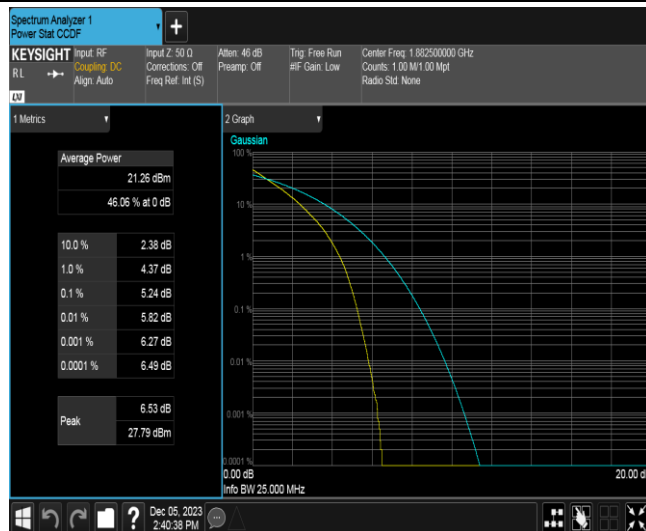 Spectrum Analyzer 1
Power Stat CCDF
+
KEYSIGHT
RL
Input: RF
Coupling: DC
Align: Auto
Input Z: 50 Ω
Corrections: Off
Freq Ref: Int (S)
Atten: 46 dB
Preamp: Off
Trig: Free Run
#IF Gain: Low
Center Freq: 1.882500000 GHz
Counts: 1.00 M/1.00 Mpt
Radio Std: None
1 Metrics
Average Power
21.26 dBm
46.06 % at 0 dB
10.0 % 2.38 dB
1.0 % 4.37 dB
0.1 % 5.24 dB
0.01 % 5.82 dB
0.001 % 6.27 dB
0.0001 % 6.49 dB
Peak
6.53 dB
27.79 dBm
2 Graph
Gaussian
100 %
10 %
1 %
0.1 %
0.01 %
0.001 %
0.0001 %
0.00 dB
20.00 d
Info BW 25.000 MHz
?
Dec 05, 2023
2:40:38 PM